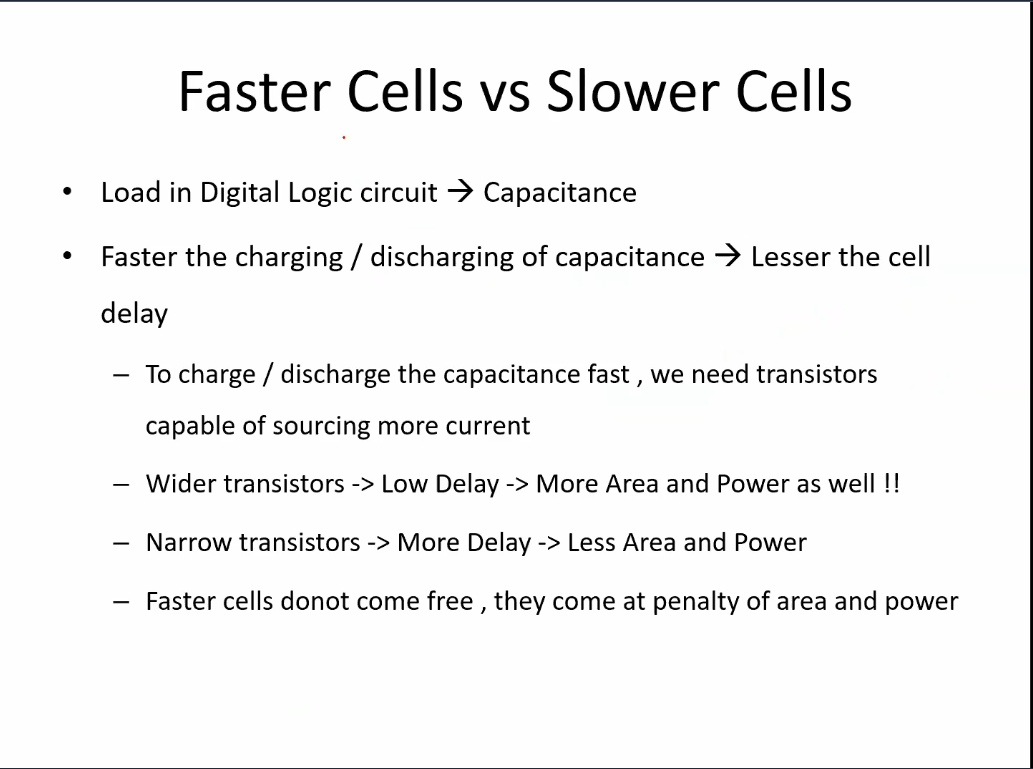 Faster Cells vs Slower Cells
• Load in Digital Logic circuit → Capacitance
• Faster the charging / discharging of capacitance → Lesser the cell
delay
– To charge / discharge the capacitance fast , we need transistors
capable of sourcing more current
– Wider transistors -> Low Delay -> More Area and Power as well !!
– Narrow transistors -> More Delay -> Less Area and Power
– Faster cells donot come free , they come at penalty of area and power